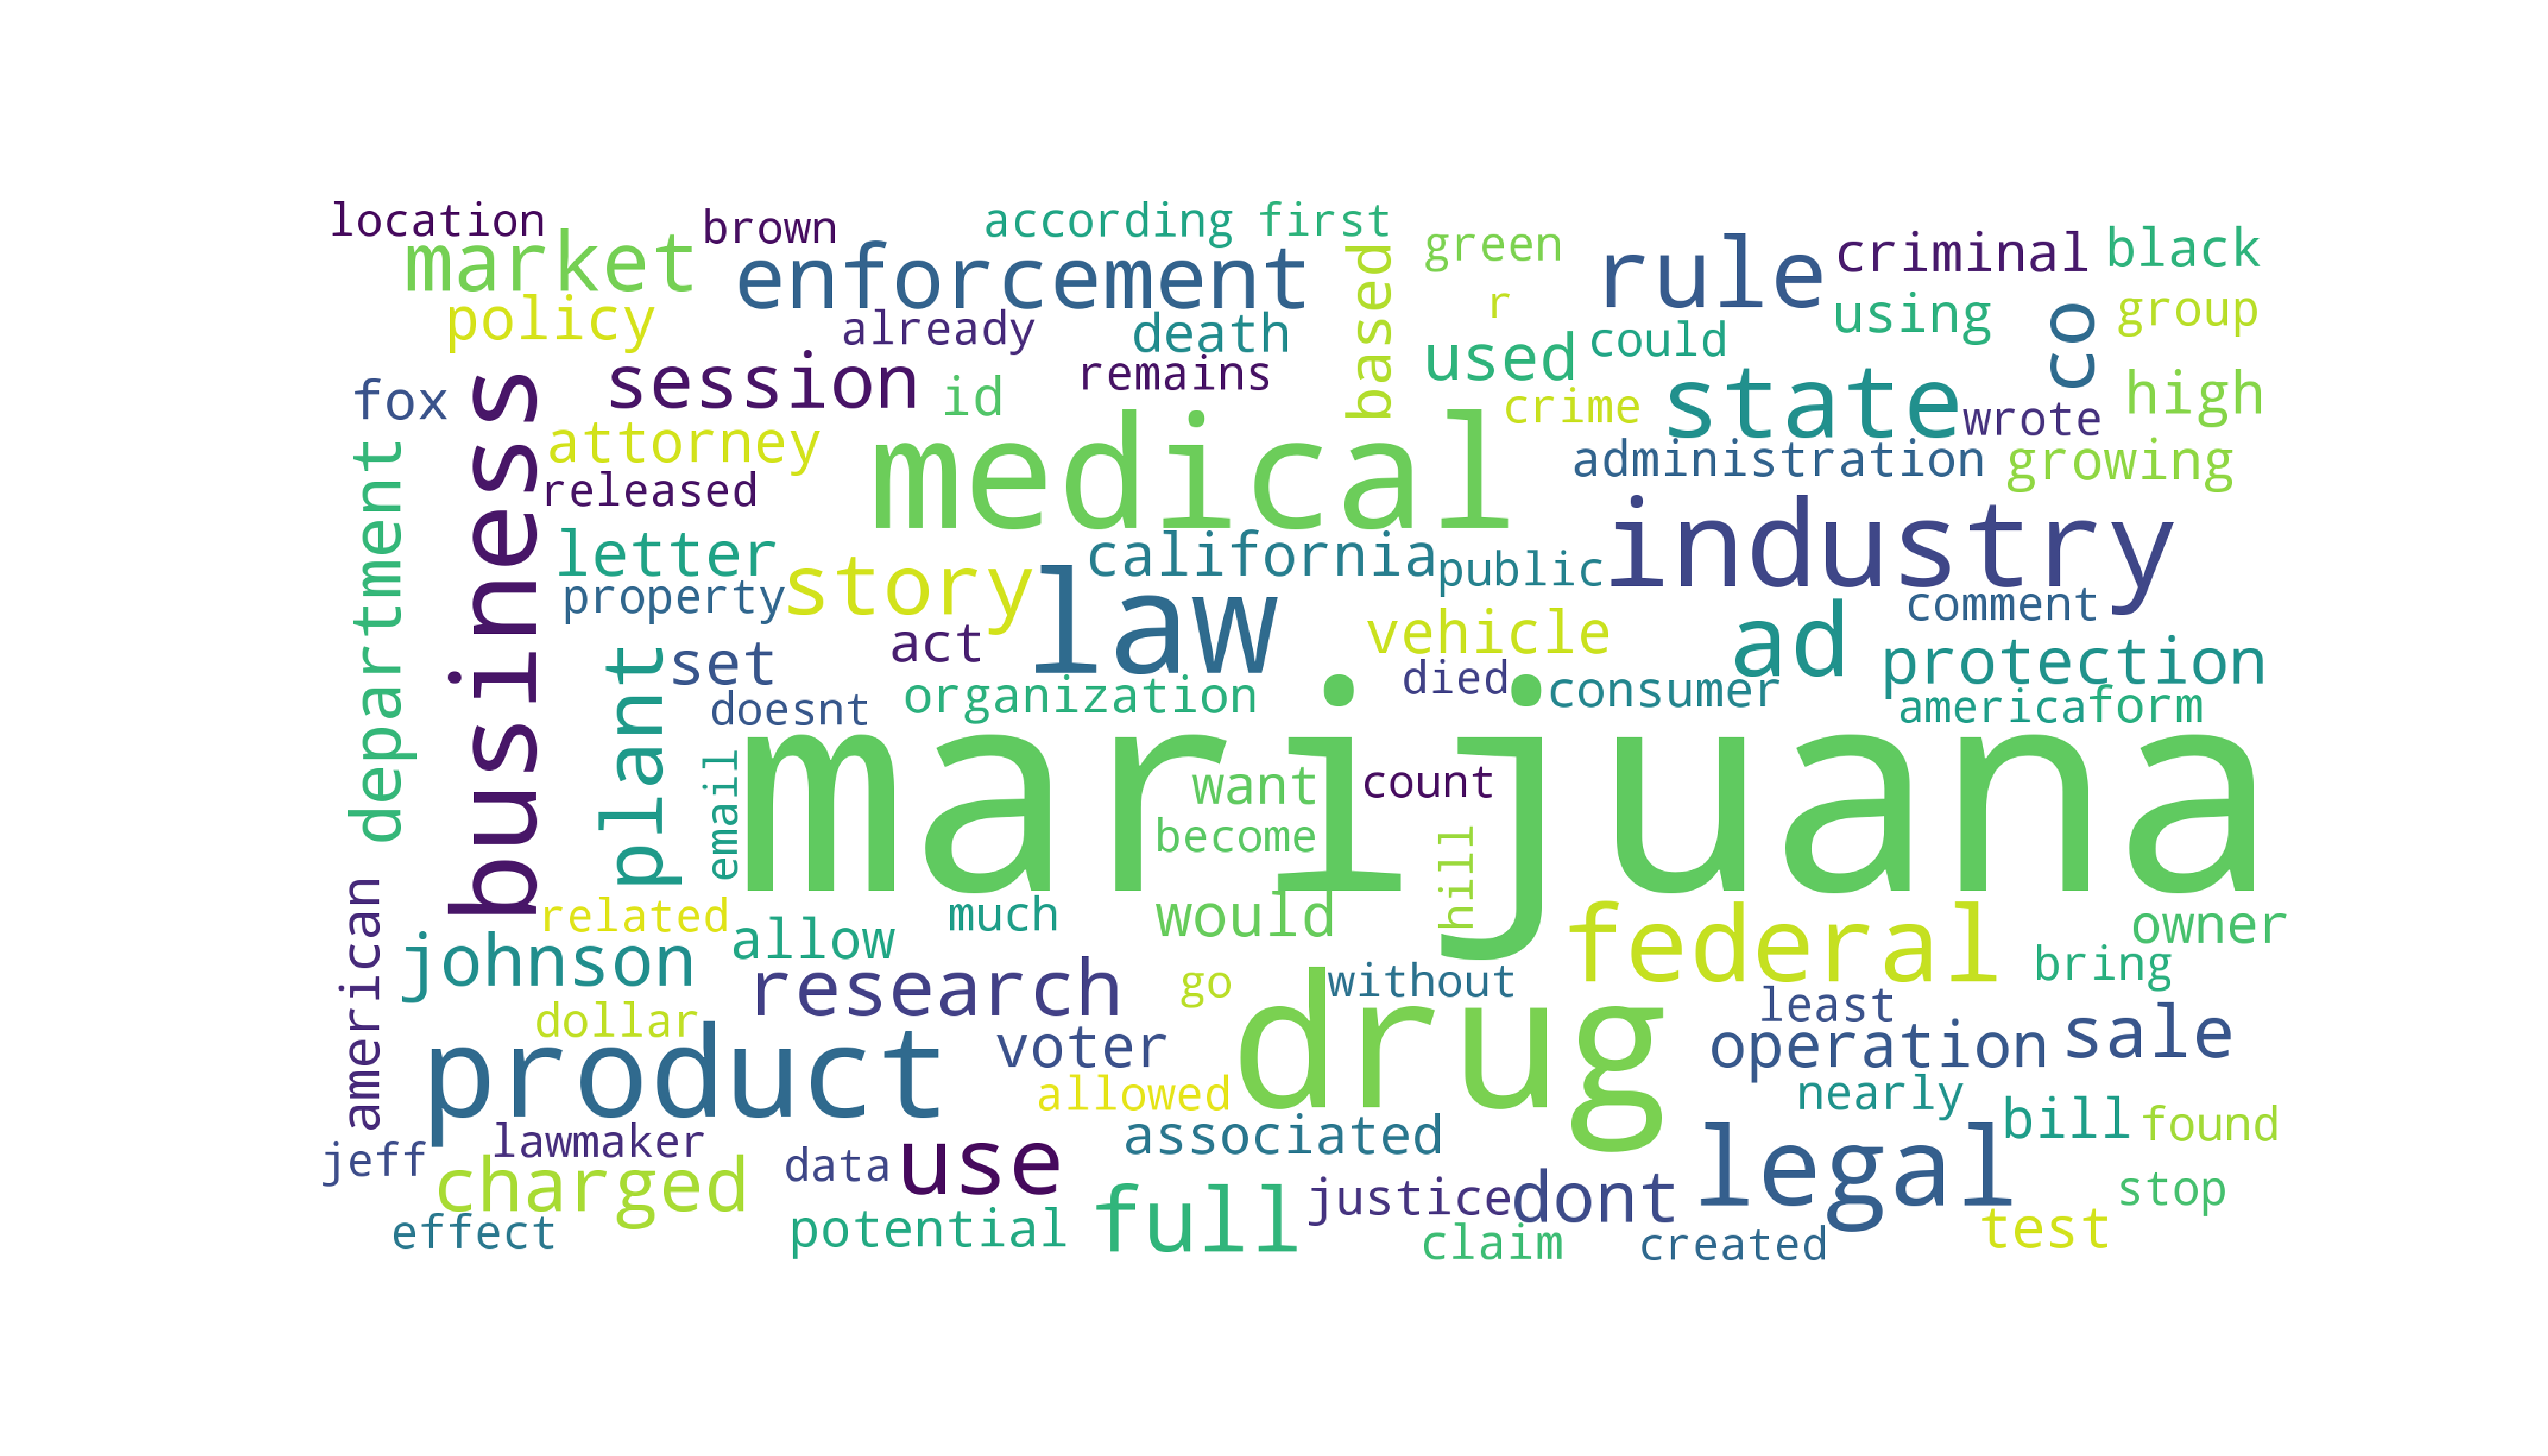 location
brown
according
first
green
rule
criminal
black
market
enforcement
based
r
using
co
group
policy
already
death
used
could
session
id
remains
crime
state
wrote
high
fox
business
attorney
medical
administration
growing
department
released
letter
story
california
public
industry
property
law
vehicle
ad
comment
act
protection
plant
set
organization
died
consumer
americaform
doesnt
email
marijuana
want
count
become
hill
american
related
allow
much
would
federal
owner
johnson
research
go
without
bring
dollar
least
product
voter
drug
operation
sale
allowed
nearly
jeff
lawmaker
data
use
associated
legal
bill
found
charged
effect
potential
full
justice
dont
claim
created
test
stop